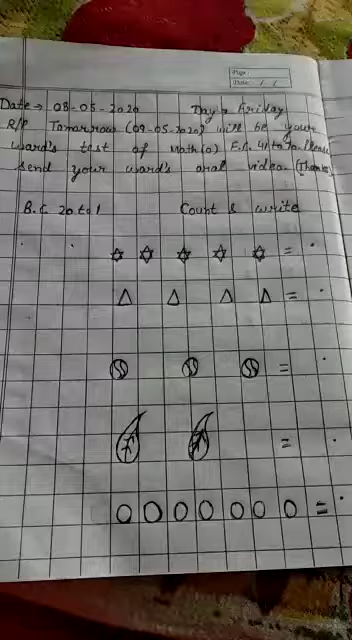 Page:
Date: / /
Date → 08-05-2020 Day → Friday
R/P Tomorrow (09-05-2020) will be your
ward's test of Math(o) F.C. 41 to 70. Please
send your ward's oral video. (Thanks)
B.C. 20 to 1 Count & write
=
=
=
=
=